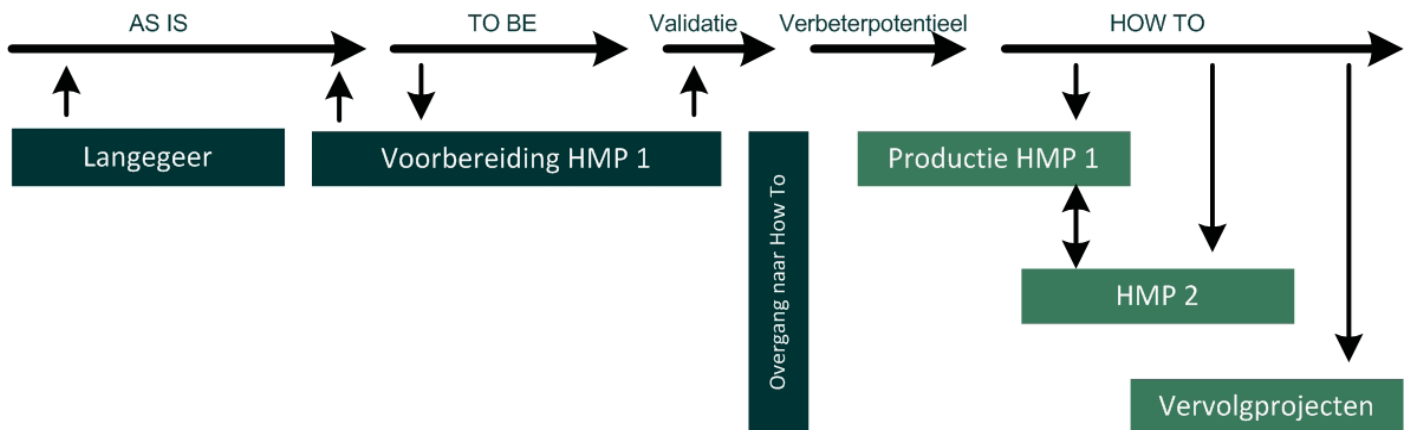 AS IS
TO BE
Validatie
Verbeterpotentieel
HOW TO
Langegeer
Voorbereiding HMP 1
Overgang naar How To
Productie HMP 1
HMP 2
Vervolgprojecten